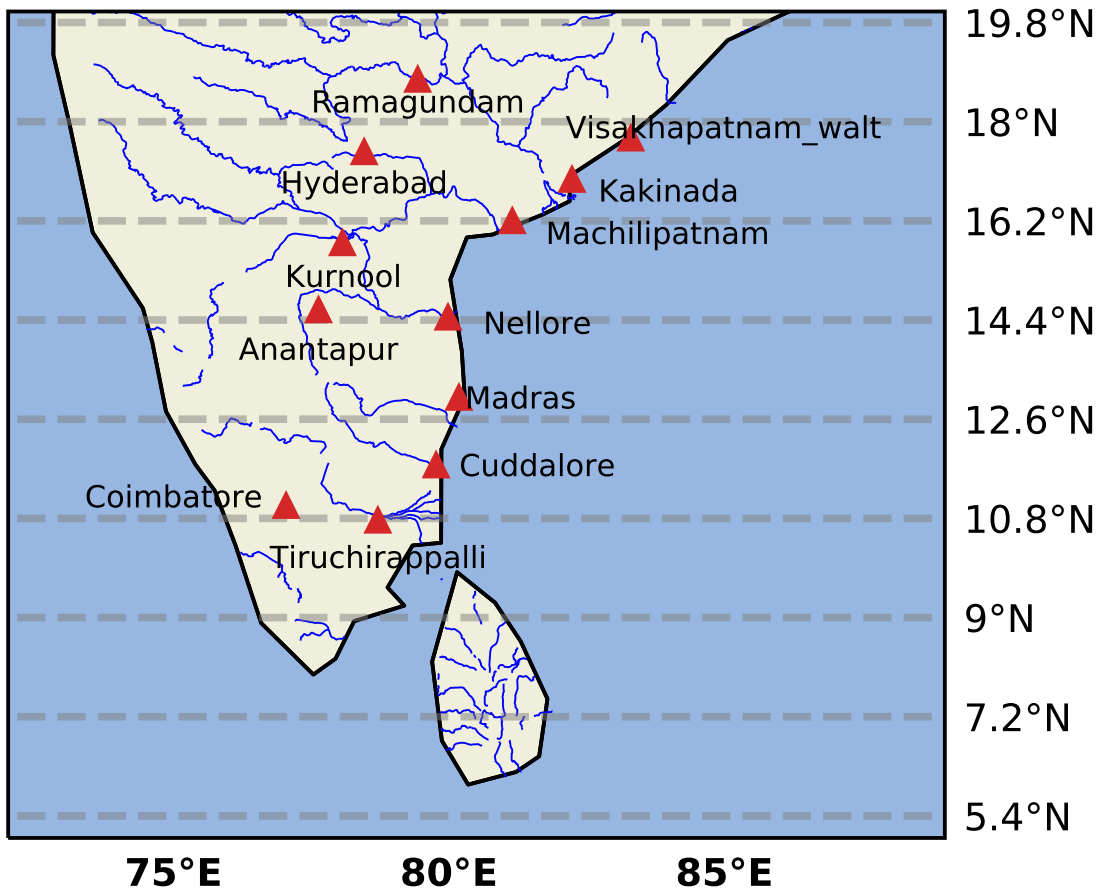 19.8°N
Ramagundam
18°N
Visakhapatnam_walt
Hyderabad
Kakinada
16.2°N
Machilipatnam
Kurnool
14.4°N
Nellore
Anantapur
Madras
12.6°N
Cuddalore
Coimbatore
10.8°N
Tiruchirappalli
9°N
7.2°N
5.4°N
75°E 80°E 85°E